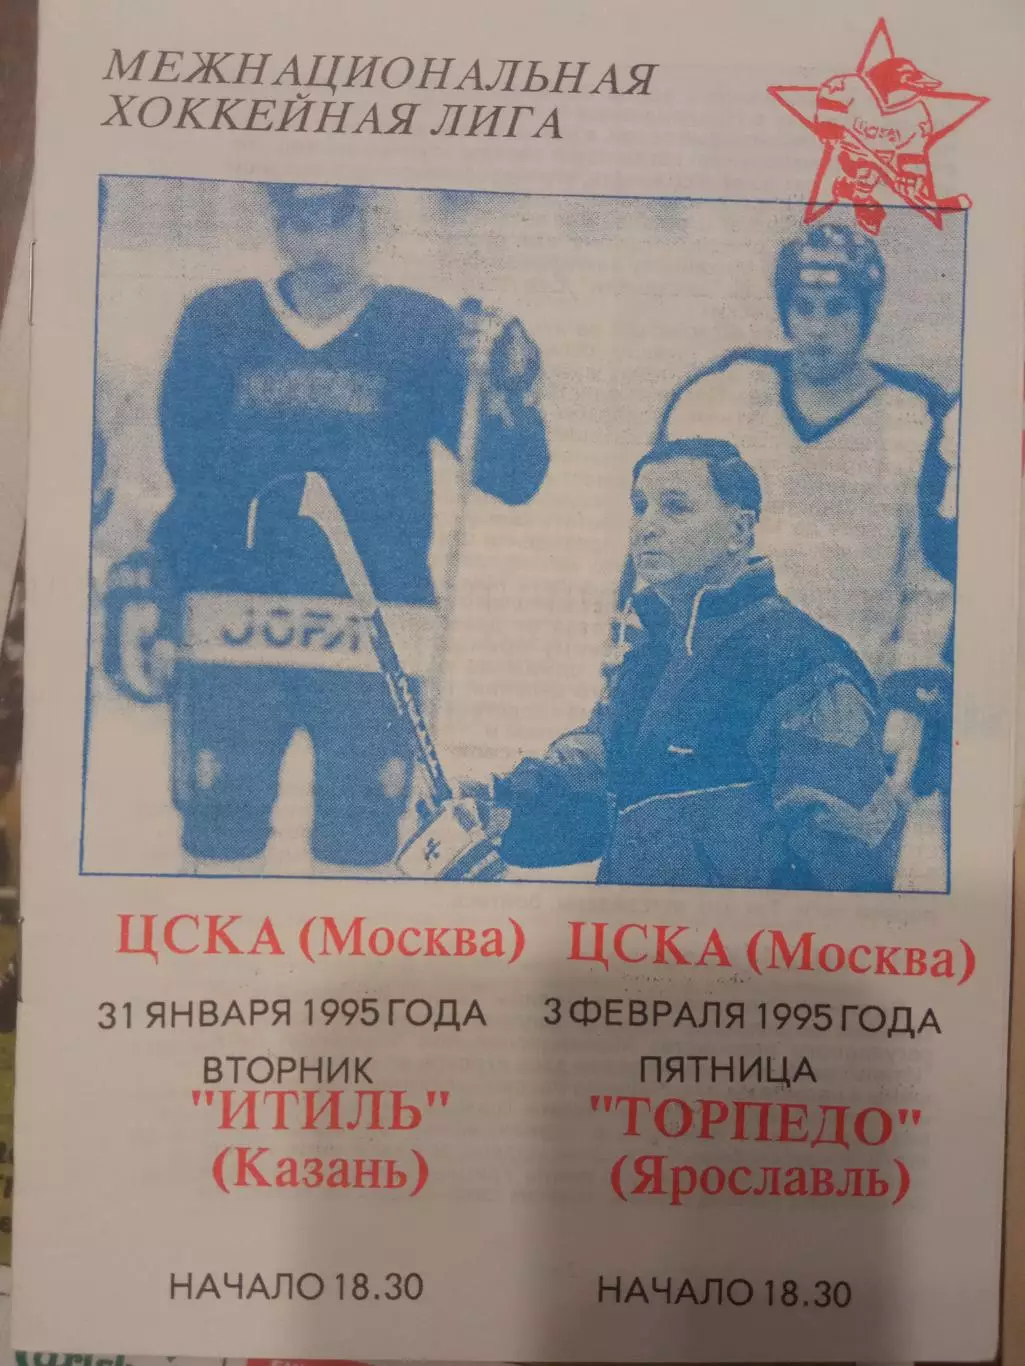 МЕЖНАЦИОНАЛЬНАЯ
ХОККЕЙНАЯ ЛИГА
JOFA
ЦСКА (Москва)
31 ЯНВАРЯ 1995 ГОДА
ВТОРНИК
"ИТИЛЬ"
(Казань)
НАЧАЛО 18.30
ЦСКА (Москва)
3 ФЕВРАЛЯ 1995 ГОДА
ПЯТНИЦА
"ТОРПЕДО"
(Ярославль)
НАЧАЛО 18.30